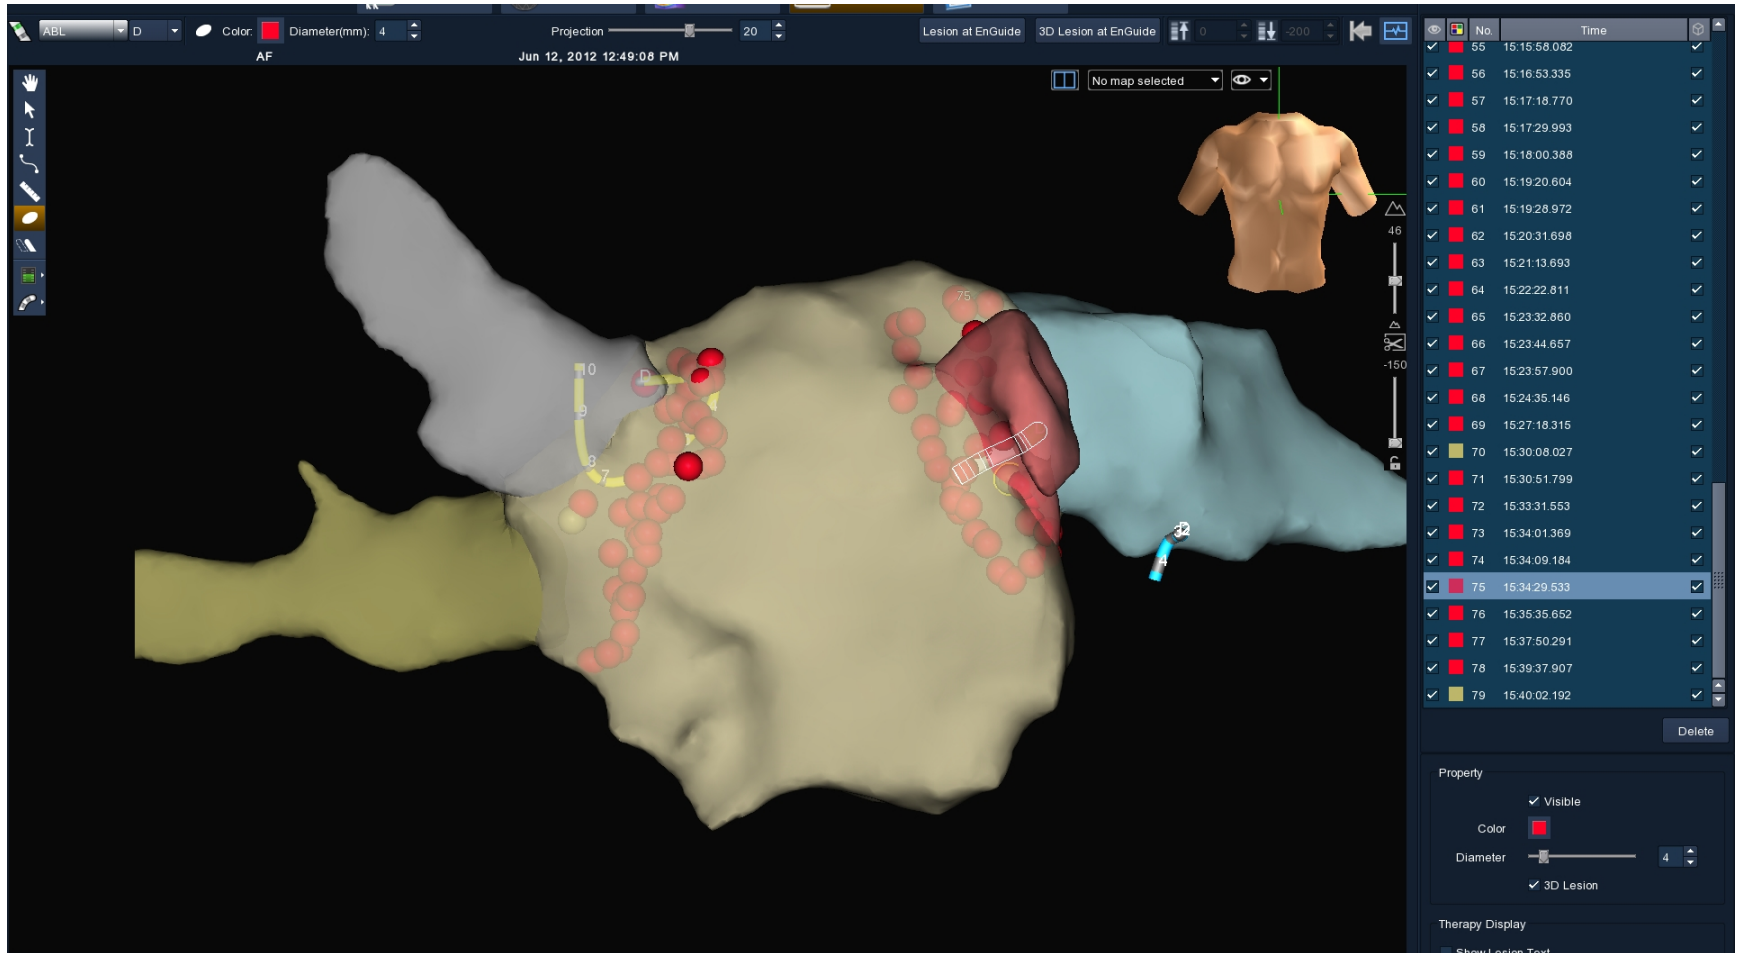 ABL D Color: Diameter(mm): 4 Projection 20 Lesion at EnGuide 3D Lesion at EnGuide 0 -200
AF Jun 12, 2012 12:49:08 PM
No map selected
46
-150
75
10
D
9
8
7
D
4
No. Time
55 15:15:58.082
56 15:16:53.335
57 15:17:18.770
58 15:17:29.993
59 15:18:00.388
60 15:19:20.604
61 15:19:28.972
62 15:20:31.698
63 15:21:13.693
64 15:22:22.811
65 15:23:32.860
66 15:23:44.657
67 15:23:57.900
68 15:24:35.146
69 15:27:18.315
70 15:30:08.027
71 15:30:51.799
72 15:33:31.553
73 15:34:01.369
74 15:34:09.184
75 15:34:29.533
76 15:35:35.652
77 15:37:50.291
78 15:39:37.907
79 15:40:02.192
Delete
Property
Visible
Color
Diameter 4
3D Lesion
Therapy Display
Show Lesion Text